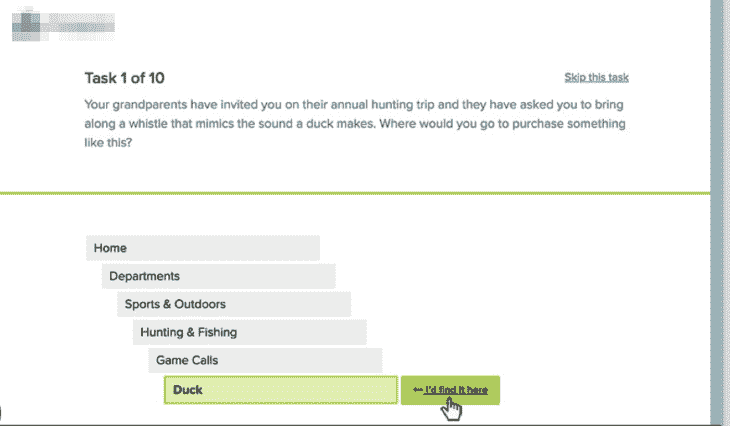 Task 1 of 10
Skip this task
Your grandparents have invited you on their annual hunting trip and they have asked you to bring
along a whistle that mimics the sound a duck makes. Where would you go to purchase something
like this?
Home
Departments
Sports & Outdoors
Hunting & Fishing
Game Calls
Duck
← I'd find it here